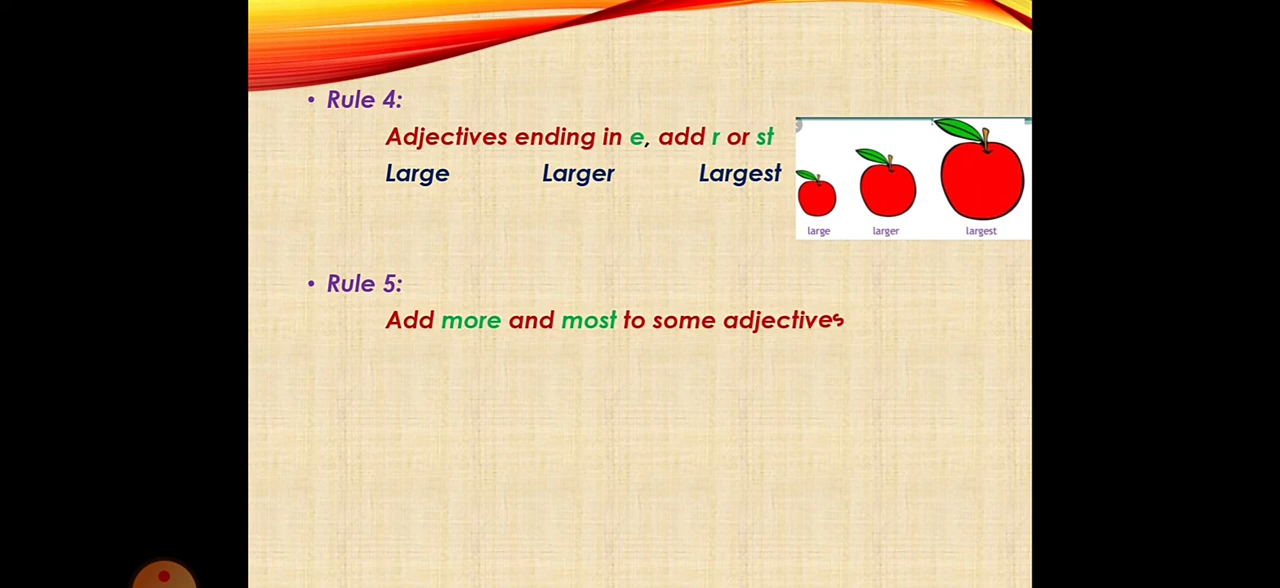 • Rule 4:
Adjectives ending in e, add r or st
Large Larger Largest
large larger largest
• Rule 5:
Add more and most to some adjectives